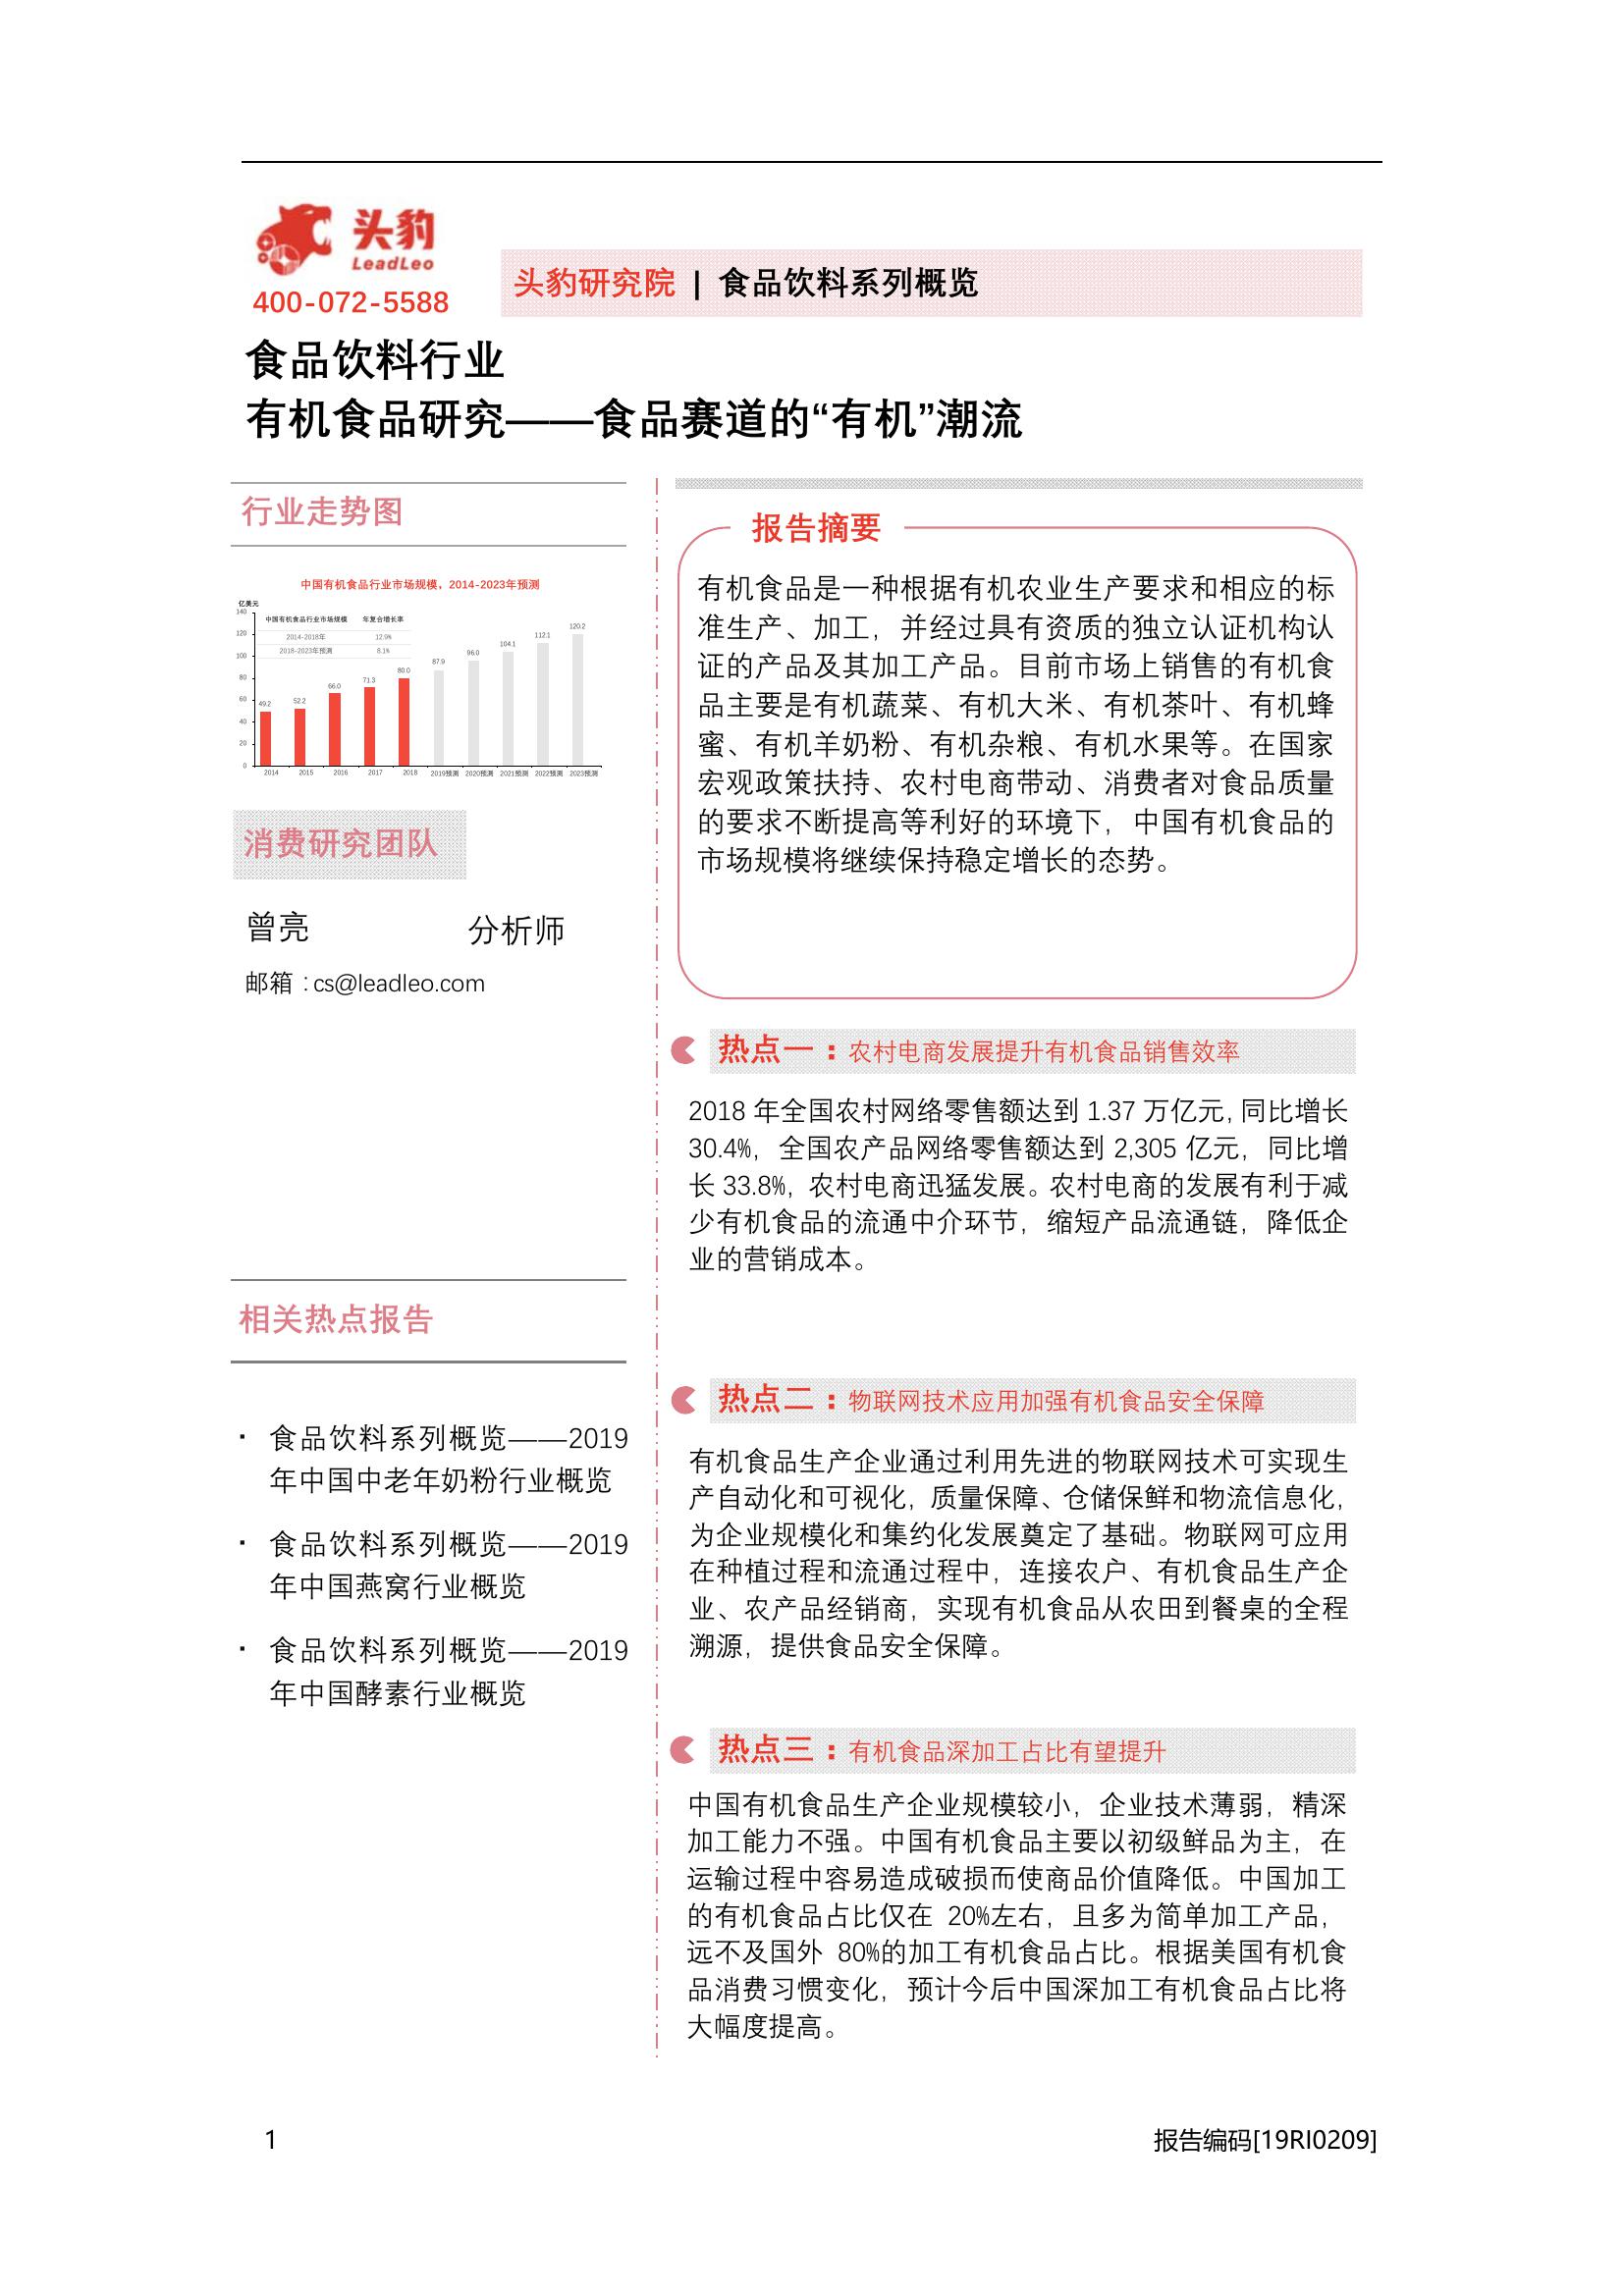 头豹
LeadLeo
400-072-5588
头豹研究院 | 食品饮料系列概览
食品饮料行业
有机食品研究——食品赛道的“有机”潮流
行业走势图
中国有机食品行业市场规模，2014-2023年预测
亿美元
中国有机食品行业市场规模 年复合增长率
2014-2018年 12.9%
2018-2023年预测 8.1%
140
120
100
80
60
40
20
0
49.2 52.2 66.0 71.3 80.0 87.9 96.0 104.1 112.1 120.2
2014 2015 2016 2017 2018 2019预测 2020预测 2021预测 2022预测 2023预测
消费研究团队
曾亮 分析师
邮箱：cs@leadleo.com
相关热点报告
· 食品饮料系列概览——2019
年中国中老年奶粉行业概览
· 食品饮料系列概览——2019
年中国燕窝行业概览
· 食品饮料系列概览——2019
年中国酵素行业概览
报告摘要
有机食品是一种根据有机农业生产要求和相应的标
准生产、加工，并经过具有资质的独立认证机构认
证的产品及其加工产品。目前市场上销售的有机食
品主要是有机蔬菜、有机大米、有机茶叶、有机蜂
蜜、有机羊奶粉、有机杂粮、有机水果等。在国家
宏观政策扶持、农村电商带动、消费者对食品质量
的要求不断提高等利好的环境下，中国有机食品的
市场规模将继续保持稳定增长的态势。
热点一：农村电商发展提升有机食品销售效率
2018 年全国农村网络零售额达到 1.37 万亿元，同比增长
30.4%，全国农产品网络零售额达到 2,305 亿元，同比增
长 33.8%，农村电商迅猛发展。农村电商的发展有利于减
少有机食品的流通中介环节，缩短产品流通链，降低企
业的营销成本。
热点二：物联网技术应用加强有机食品安全保障
有机食品生产企业通过利用先进的物联网技术可实现生
产自动化和可视化，质量保障、仓储保鲜和物流信息化，
为企业规模化和集约化发展奠定了基础。物联网可应用
在种植过程和流通过程中，连接农户、有机食品生产企
业、农产品经销商，实现有机食品从农田到餐桌的全程
溯源，提供食品安全保障。
热点三：有机食品深加工占比有望提升
中国有机食品生产企业规模较小，企业技术薄弱，精深
加工能力不强。中国有机食品主要以初级鲜品为主，在
运输过程中容易造成破损而使商品价值降低。中国加工
的有机食品占比仅在 20%左右，且多为简单加工产品，
远不及国外 80%的加工有机食品占比。根据美国有机食
品消费习惯变化，预计今后中国深加工有机食品占比将
大幅度提高。
1
报告编码[19RI0209]